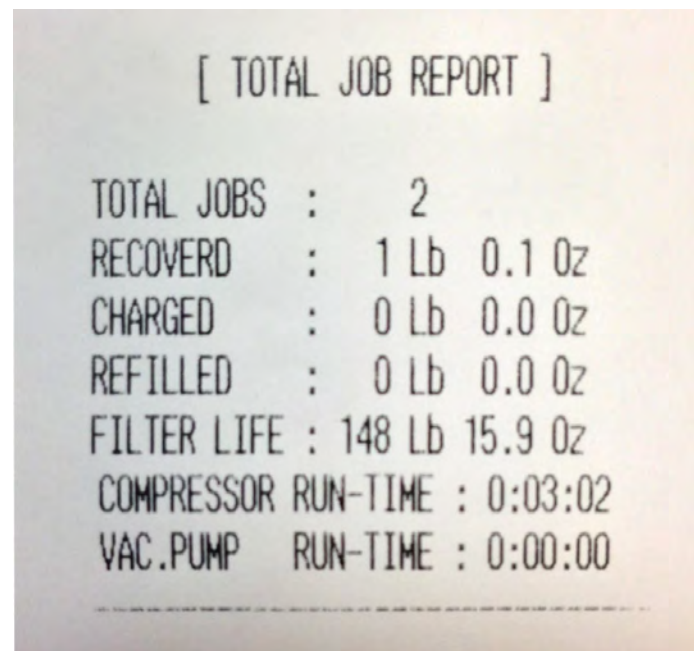 [ TOTAL JOB REPORT ]
TOTAL JOBS : 2
RECOVERD : 1 Lb 0.1 Oz
CHARGED : 0 Lb 0.0 Oz
REFILLED : 0 Lb 0.0 Oz
FILTER LIFE : 148 Lb 15.9 Oz
COMPRESSOR RUN-TIME : 0:03:02
VAC.PUMP RUN-TIME : 0:00:00